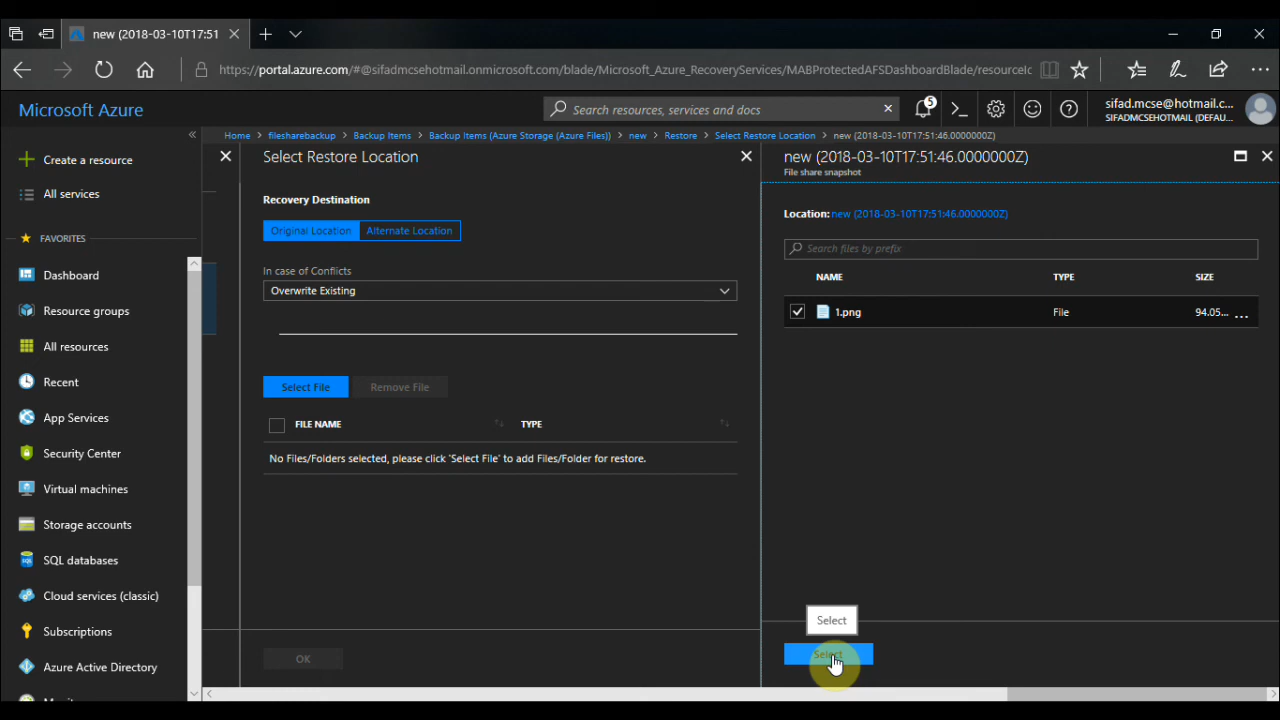 new (2018-03-10T17:51
https://portal.azure.com/#@sifadmcsehotmail.onmicrosoft.com/blade/Microsoft_Azure_RecoveryServices/MABProtectedAFSDashboardBlade/resourceIc
Microsoft Azure
Search resources, services and docs
5
sifad.mcse@hotmail.c...
SIFADMCSEHOTMAIL (DEFAU...
Home > filesharebackup > Backup Items > Backup Items (Azure Storage (Azure Files)) > new > Restore > Select Restore Location > new (2018-03-10T17:51:46.0000000Z)
Create a resource
All services
FAVORITES
Dashboard
Resource groups
All resources
Recent
App Services
Security Center
Virtual machines
Storage accounts
SQL databases
Cloud services (classic)
Subscriptions
Azure Active Directory
Select Restore Location
Recovery Destination
Original Location
Alternate Location
In case of Conflicts
Overwrite Existing
Select File
Remove File
FILE NAME
TYPE
No Files/Folders selected, please click 'Select File' to add Files/Folder for restore.
OK
new (2018-03-10T17:51:46.0000000Z)
File share snapshot
Location: new (2018-03-10T17:51:46.0000000Z)
Search files by prefix
NAME TYPE SIZE
1.png File 94.05... ...
Select
Select